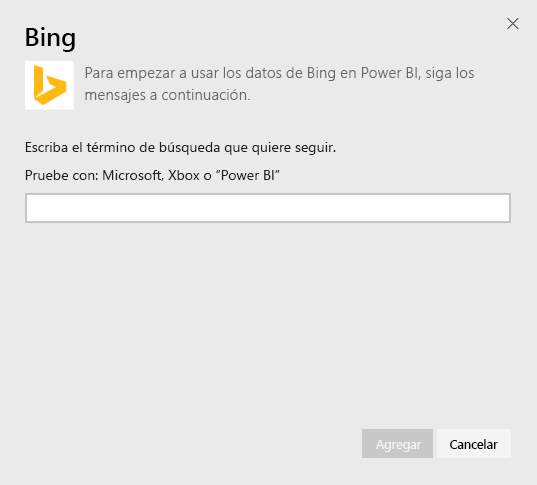 Bing
Para empezar a usar los datos de Bing en Power BI, siga los
mensajes a continuación.
Escriba el término de búsqueda que quiere seguir.
Pruebe con: Microsoft, Xbox o "Power BI"
Agregar
Cancelar